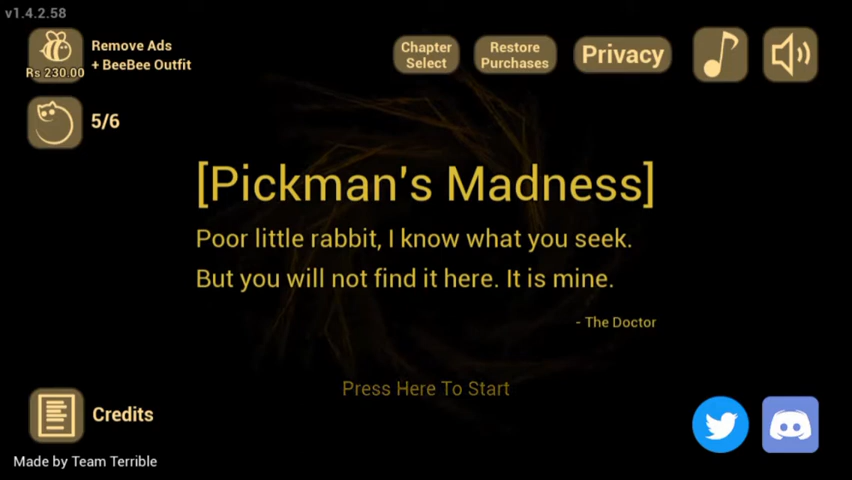 v1.4.2.58
Remove Ads
+ BeeBee Outfit
Rs 230.00
Chapter
Select
Restore
Purchases
Privacy
5/6
[Pickman's Madness]
Poor little rabbit, I know what you seek.
But you will not find it here. It is mine.
- The Doctor
Press Here To Start
Credits
Made by Team Terrible